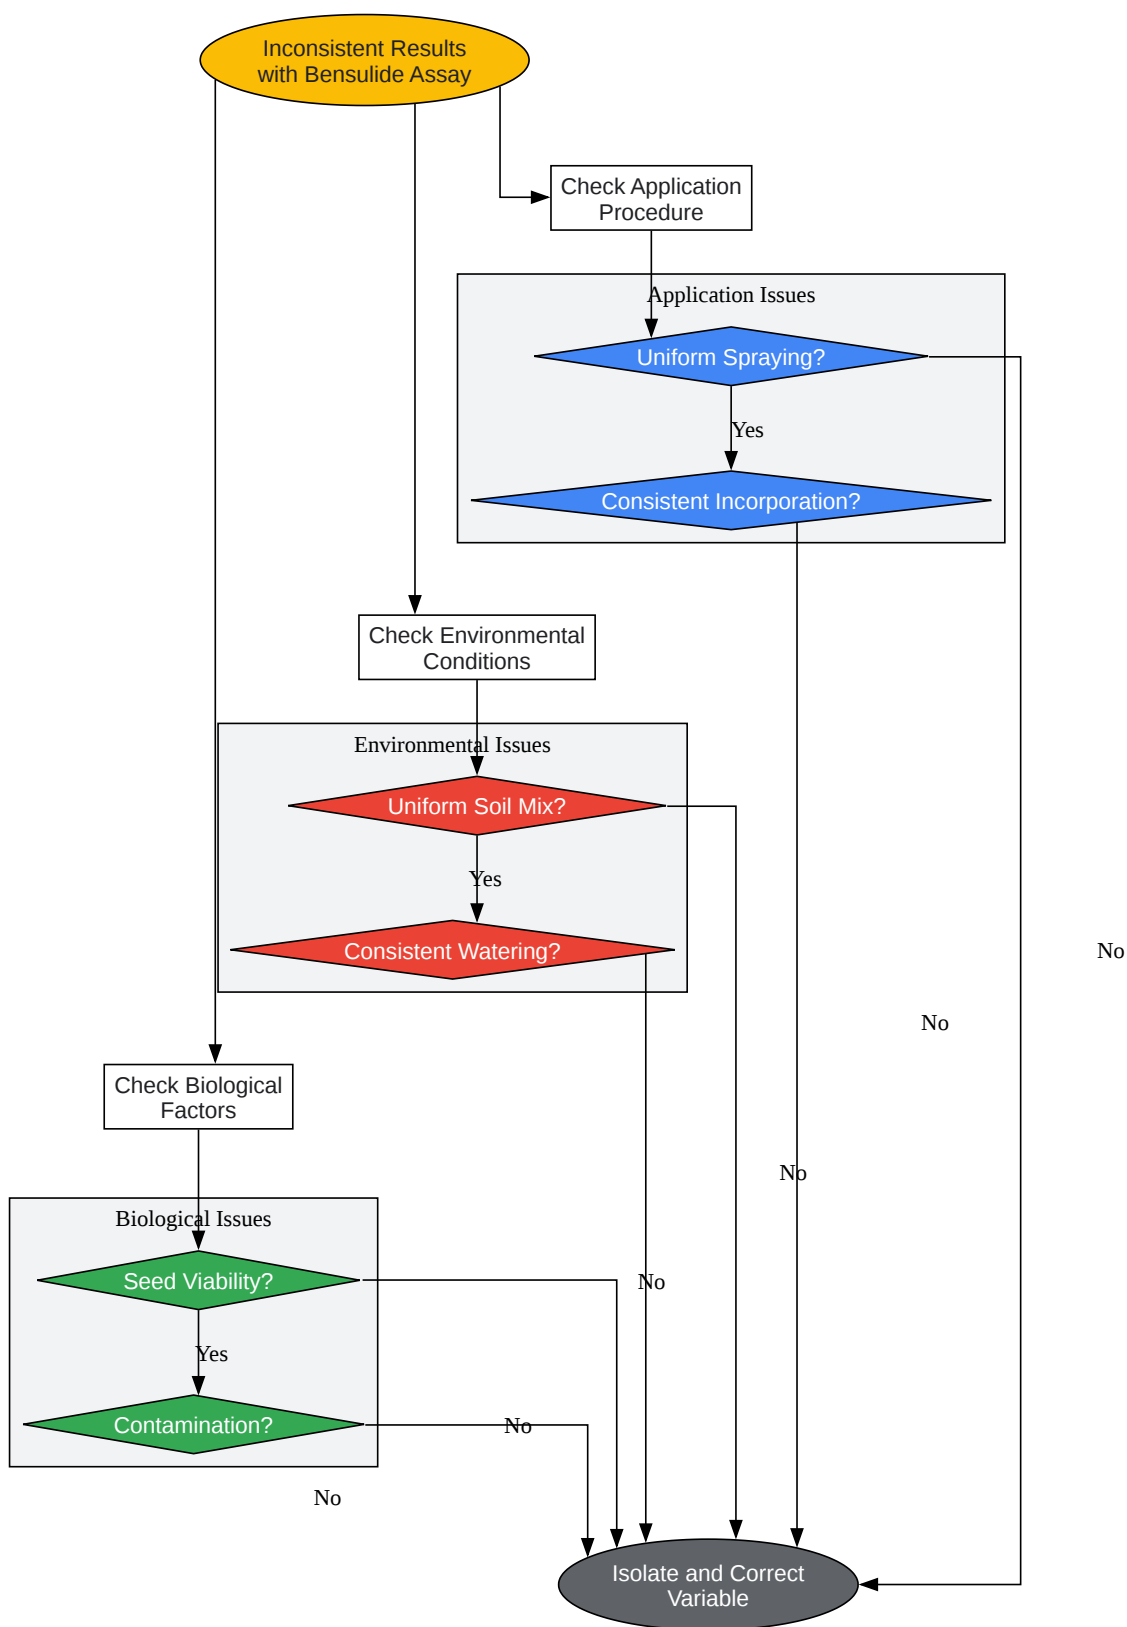 Inconsistent Results
with Bensulide Assay
Check Application
Procedure
Application Issues
Uniform Spraying?
Yes
Consistent Incorporation?
Check Environmental
Conditions
Environmental Issues
Uniform Soil Mix?
Yes
Consistent Watering?
No
No
Check Biological
Factors
No
Biological Issues
Seed Viability?
No
Yes
Contamination?
No
No
Isolate and Correct
Variable